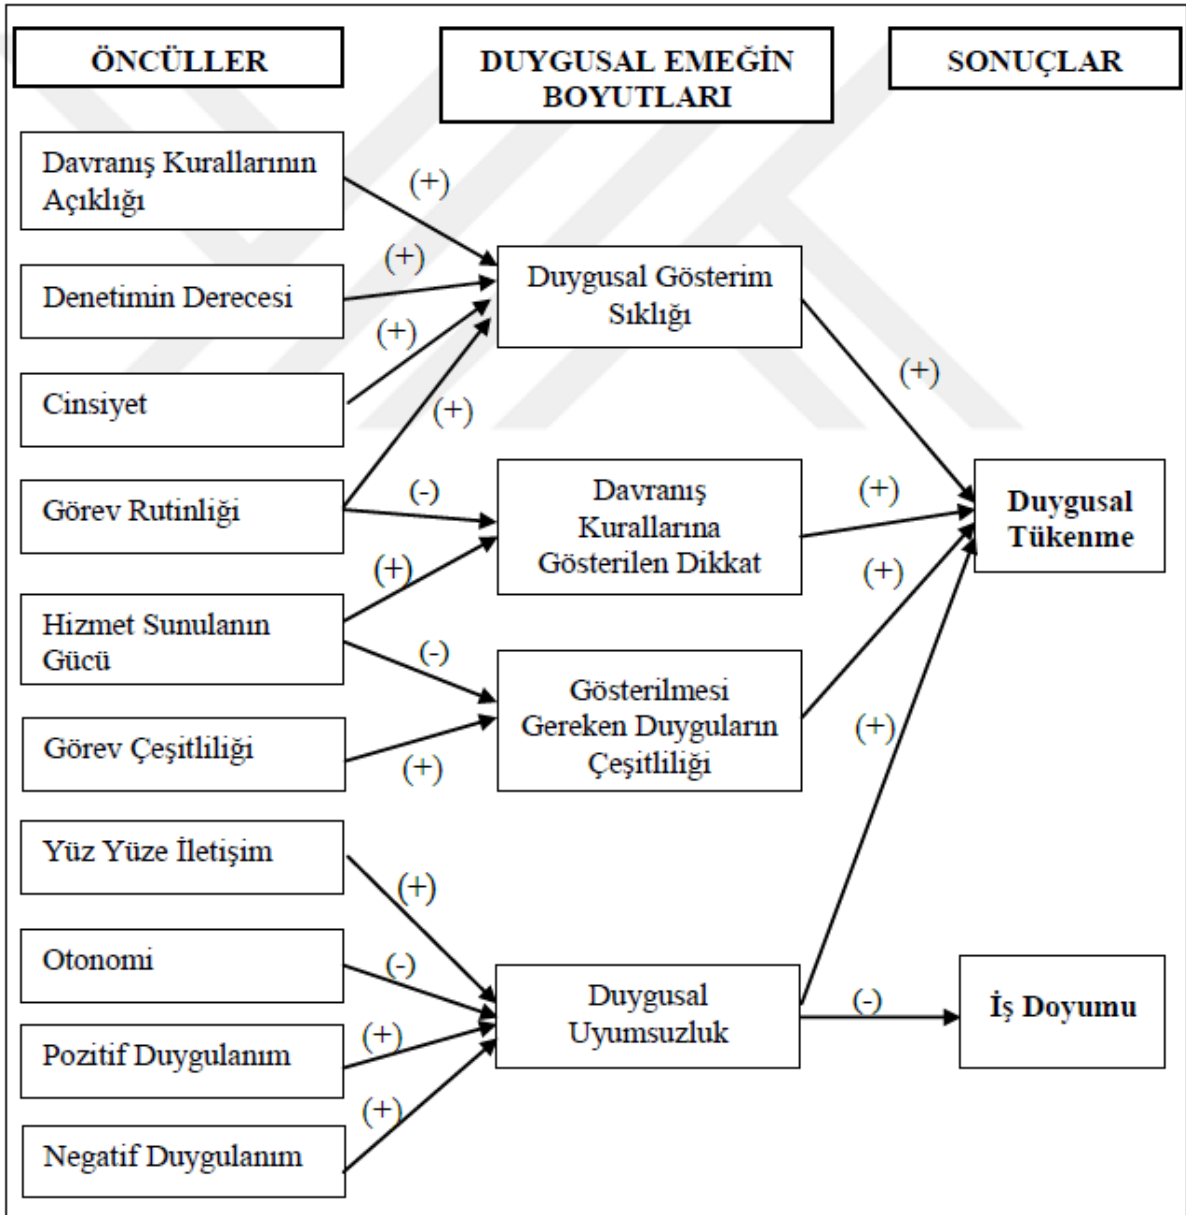 ÖNCÜLLER
DUYGUSAL EMEĞİN
BOYUTLARI
SONUÇLAR
Davranış Kurallarının
Açıklığı
(+)
Denetimin Derecesi
(+)
Duygusal Gösterim
Sıklığı
(+)
Cinsiyet
(+)
(+)
Görev Rutinliği
(-)
Davranış
Kurallarına
Gösterilen Dikkat
(+)
Duygusal
Tükenme
(+)
(+)
Hizmet Sunulanın
Gücü
(-)
Gösterilmesi
Gereken Duyguların
Çeşitliliği
(+)
Görev Çeşitliliği
(+)
Yüz Yüze İletişim
(+)
Otonomi
(-)
Duygusal
Uyumsuzluk
(-)
İş Doyumu
Pozitif Duygulanım
(+)
(+)
Negatif Duygulanım